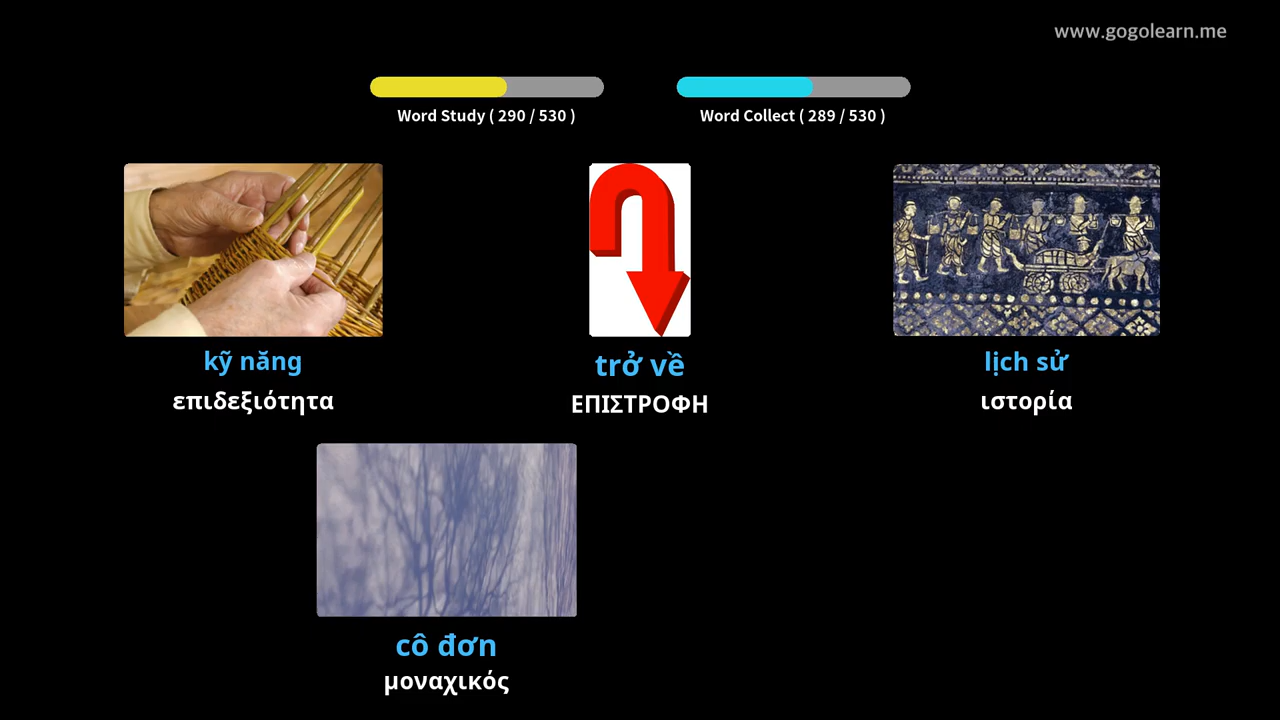 www.gogolearn.me
Word Study ( 290 / 530 )
Word Collect ( 289 / 530 )
kỹ năng
επιδεξιότητα
trở về
ΕΠΙΣΤΡΟΦΗ
lịch sử
ιστορία
cô đơn
μοναχικός